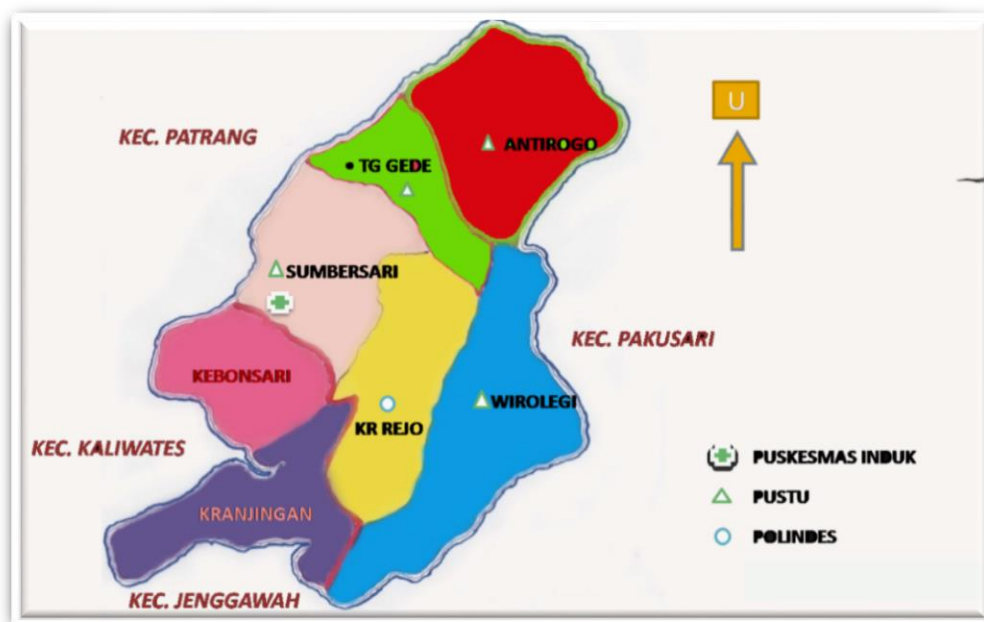 U
KEC. PATRANG
ANTIROGO
TG GEDE
SUMBERSARI
KEC. PAKUSARI
KEBONSARI
WIROLEGI
KR REJO
KEC. KALIWATES
PUSKESMAS INDUK
PUSTU
KRANJINGAN
POLINDES
KEC. JENGGAWAH